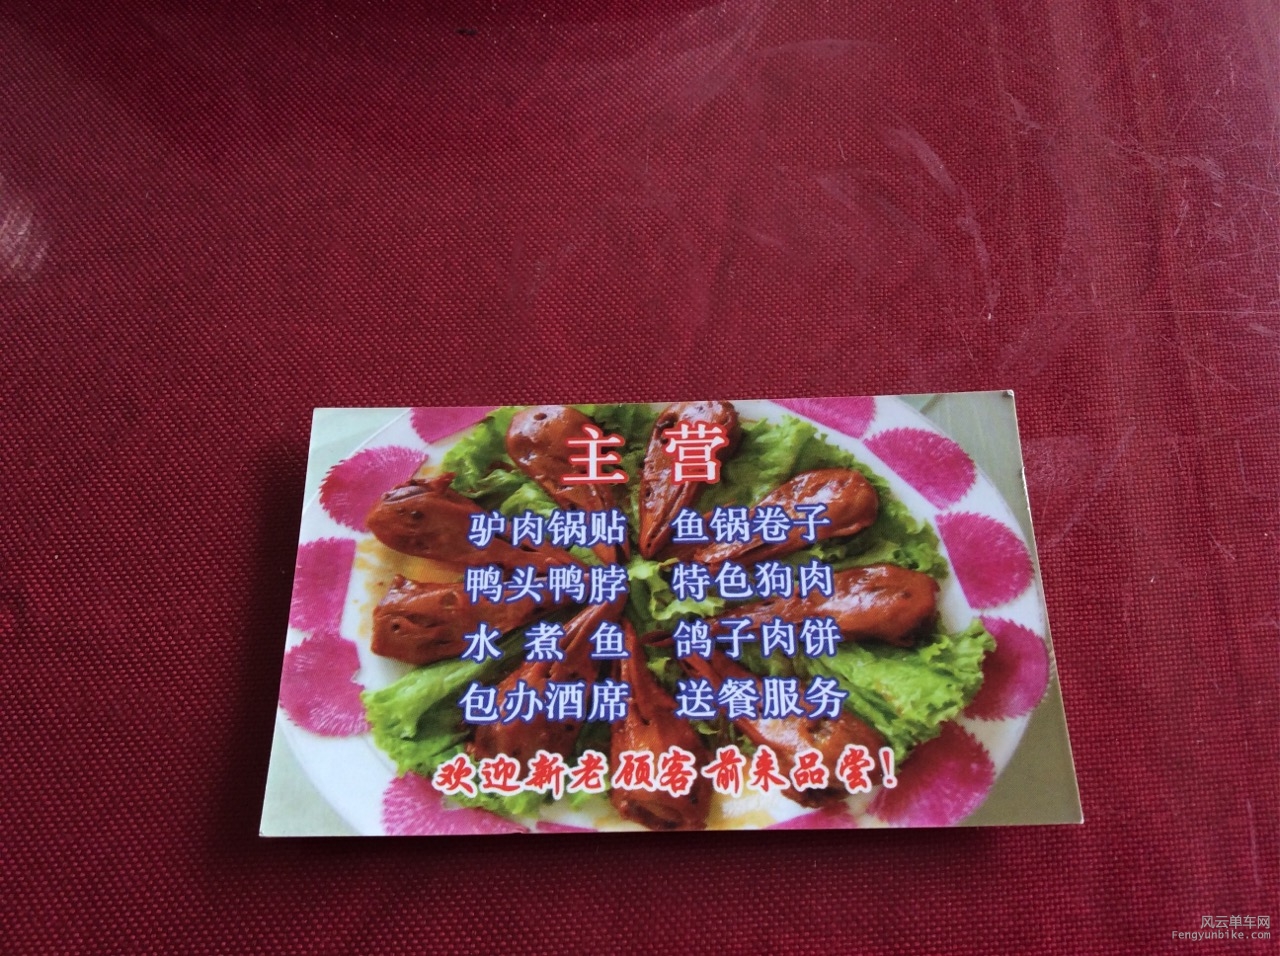 主 营
驴肉锅贴 鱼锅卷子
鸭头鸭脖 特色狗肉
水 煮 鱼 鸽子肉饼
包办酒席 送餐服务
欢迎新老顾客前来品尝!
风云单车网
Fengyunbike.com